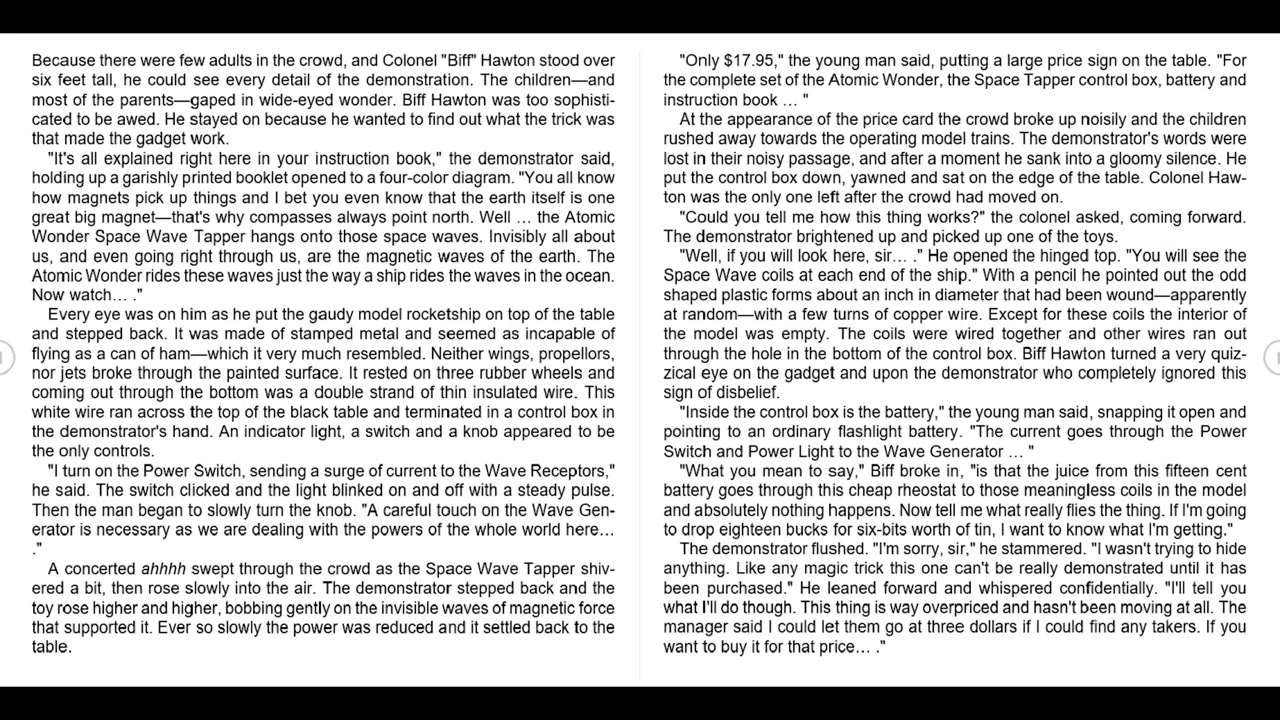 Because there were few adults in the crowd, and Colonel "Biff" Hawton stood over
six feet tall, he could see every detail of the demonstration. The children—and
most of the parents—gaped in wide-eyed wonder. Biff Hawton was too sophisti-
cated to be awed. He stayed on because he wanted to find out what the trick was
that made the gadget work.
"It's all explained right here in your instruction book," the demonstrator said,
holding up a garishly printed booklet opened to a four-color diagram. "You all know
how magnets pick up things and I bet you even know that the earth itself is one
great big magnet—that's why compasses always point north. Well … the Atomic
Wonder Space Wave Tapper hangs onto those space waves. Invisibly all about
us, and even going right through us, are the magnetic waves of the earth. The
Atomic Wonder rides these waves just the way a ship rides the waves in the ocean.
Now watch… ."
Every eye was on him as he put the gaudy model rocketship on top of the table
and stepped back. It was made of stamped metal and seemed as incapable of
flying as a can of ham—which it very much resembled. Neither wings, propellors,
nor jets broke through the painted surface. It rested on three rubber wheels and
coming out through the bottom was a double strand of thin insulated wire. This
white wire ran across the top of the black table and terminated in a control box in
the demonstrator's hand. An indicator light, a switch and a knob appeared to be
the only controls.
"I turn on the Power Switch, sending a surge of current to the Wave Receptors,"
he said. The switch clicked and the light blinked on and off with a steady pulse.
Then the man began to slowly turn the knob. "A careful touch on the Wave Gen-
erator is necessary as we are dealing with the powers of the whole world here…
."
A concerted ahhhh swept through the crowd as the Space Wave Tapper shiv-
ered a bit, then rose slowly into the air. The demonstrator stepped back and the
toy rose higher and higher, bobbing gently on the invisible waves of magnetic force
that supported it. Ever so slowly the power was reduced and it settled back to the
table.
"Only $17.95," the young man said, putting a large price sign on the table. "For
the complete set of the Atomic Wonder, the Space Tapper control box, battery and
instruction book … "
At the appearance of the price card the crowd broke up noisily and the children
rushed away towards the operating model trains. The demonstrator's words were
lost in their noisy passage, and after a moment he sank into a gloomy silence. He
put the control box down, yawned and sat on the edge of the table. Colonel Haw-
ton was the only one left after the crowd had moved on.
"Could you tell me how this thing works?" the colonel asked, coming forward.
The demonstrator brightened up and picked up one of the toys.
"Well, if you will look here, sir… ." He opened the hinged top. "You will see the
Space Wave coils at each end of the ship." With a pencil he pointed out the odd
shaped plastic forms about an inch in diameter that had been wound—apparently
at random—with a few turns of copper wire. Except for these coils the interior of
the model was empty. The coils were wired together and other wires ran out
through the hole in the bottom of the control box. Biff Hawton turned a very quiz-
zical eye on the gadget and upon the demonstrator who completely ignored this
sign of disbelief.
"Inside the control box is the battery," the young man said, snapping it open and
pointing to an ordinary flashlight battery. "The current goes through the Power
Switch and Power Light to the Wave Generator … "
"What you mean to say," Biff broke in, "is that the juice from this fifteen cent
battery goes through this cheap rheostat to those meaningless coils in the model
and absolutely nothing happens. Now tell me what really flies the thing. If I'm going
to drop eighteen bucks for six-bits worth of tin, I want to know what I'm getting."
The demonstrator flushed. "I'm sorry, sir," he stammered. "I wasn't trying to hide
anything. Like any magic trick this one can't be really demonstrated until it has
been purchased." He leaned forward and whispered confidentially. "I'll tell you
what I'll do though. This thing is way overpriced and hasn't been moving at all. The
manager said I could let them go at three dollars if I could find any takers. If you
want to buy it for that price… ."